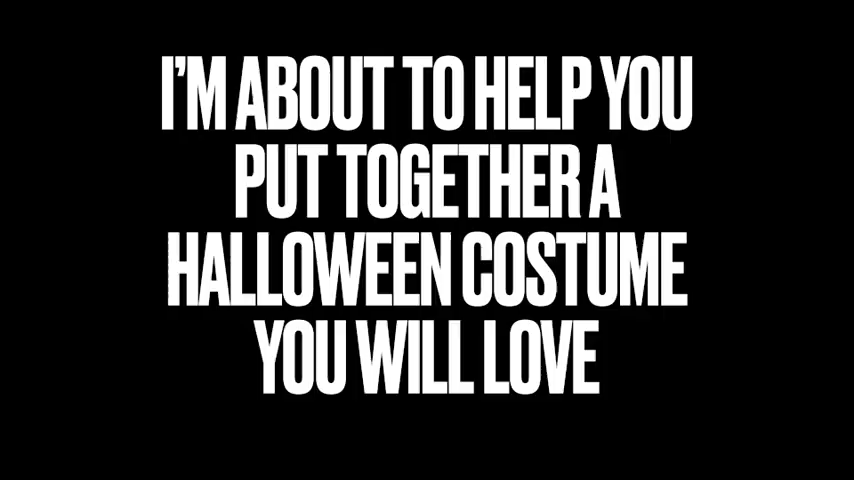 I'M ABOUT TO HELP YOU
PUT TOGETHER A
HALLOWEEN COSTUME
YOU WILL LOVE